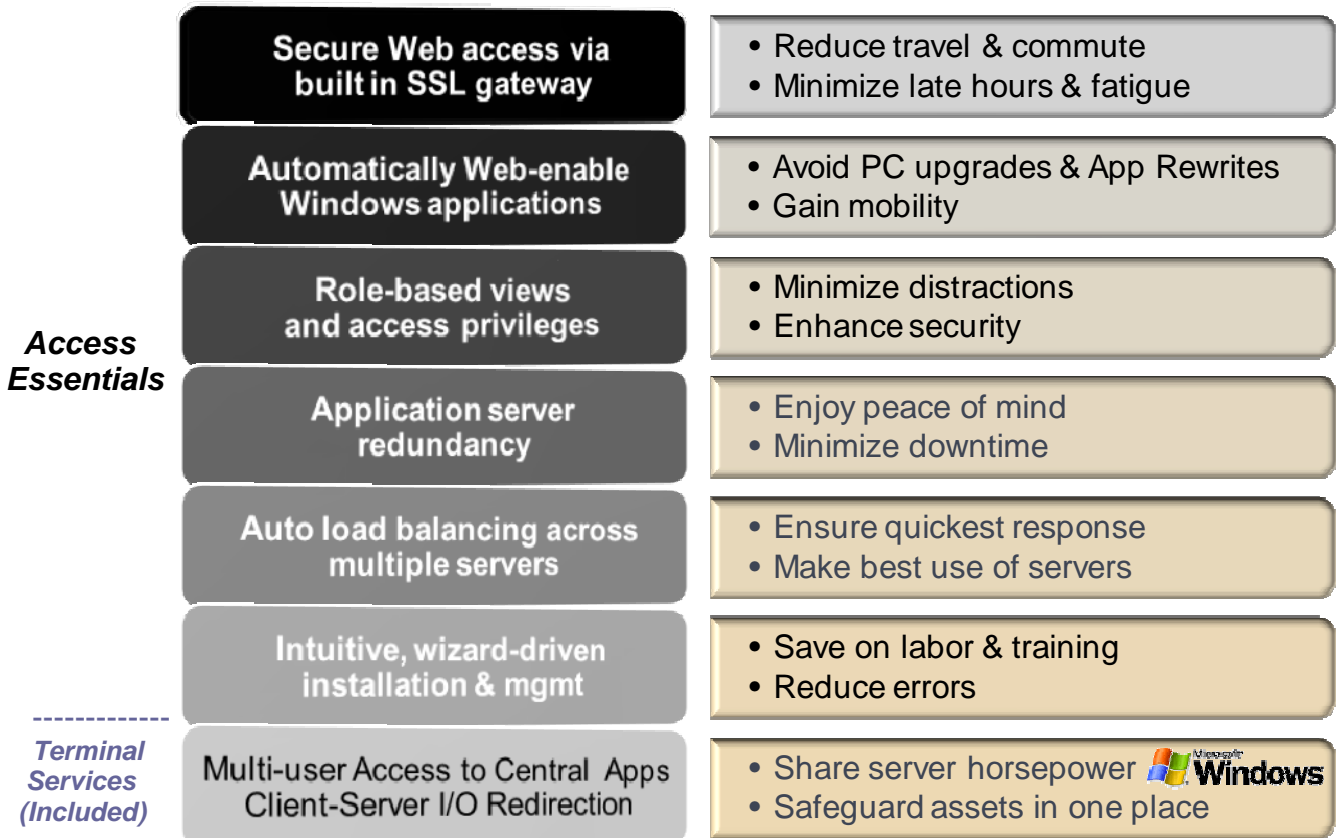 Secure Web access via
built in SSL gateway
• Reduce travel & commute
• Minimize late hours & fatigue
Automatically Web-enable
Windows applications
• Avoid PC upgrades & App Rewrites
• Gain mobility
Role-based views
and access privileges
• Minimize distractions
• Enhance security
Access
Essentials
Application server
redundancy
• Enjoy peace of mind
• Minimize downtime
Auto load balancing across
multiple servers
• Ensure quickest response
• Make best use of servers
Intuitive, wizard-driven
installation & mgmt
• Save on labor & training
• Reduce errors
-------------
Terminal
Services
(Included)
Multi-user Access to Central Apps
Client-Server I/O Redirection
• Share server horsepower
• Safeguard assets in one place
Microsoft
Windows